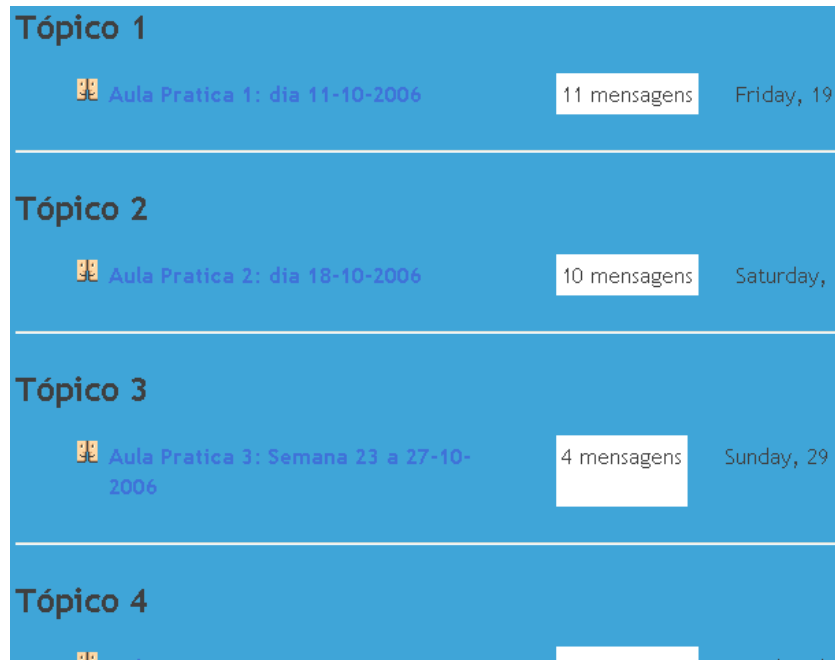 Tópico 1
Aula Pratica 1: dia 11-10-2006 11 mensagens Friday, 19
Tópico 2
Aula Pratica 2: dia 18-10-2006 10 mensagens Saturday,
Tópico 3
Aula Pratica 3: Semana 23 a 27-10- 4 mensagens Sunday, 29
2006
Tópico 4